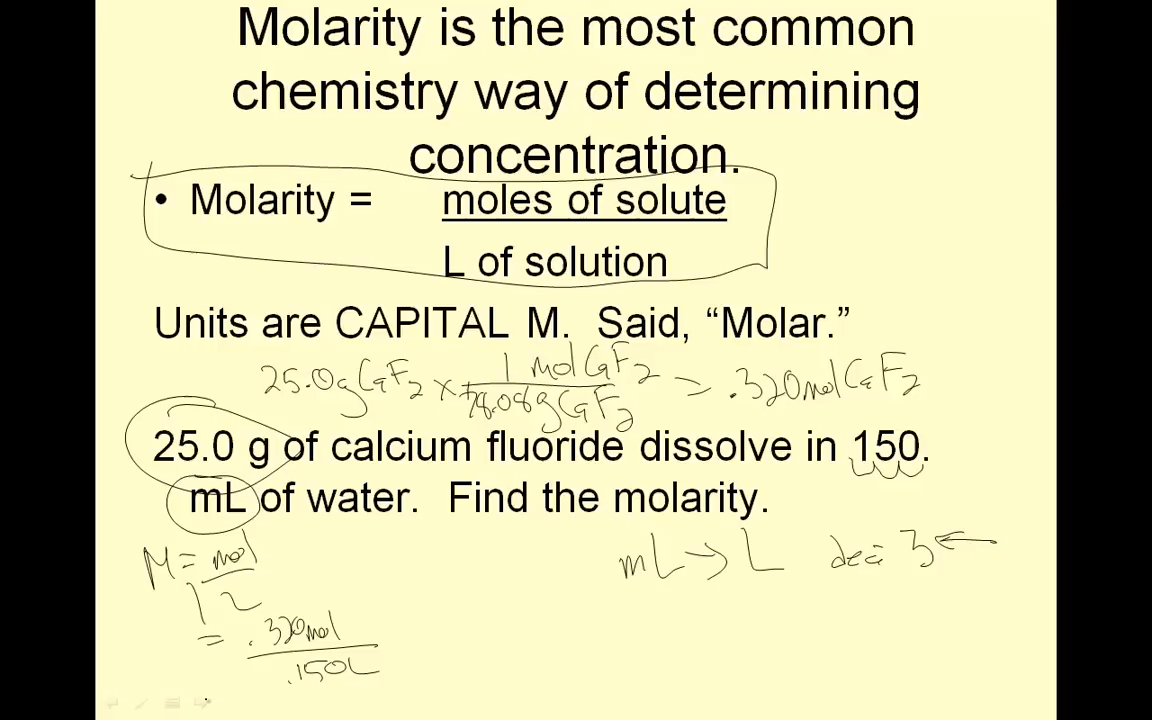 Molarity is the most common
chemistry way of determining
concentration.
• Molarity = moles of solute
L of solution
Units are CAPITAL M. Said, “Molar.”
25.0g CaF2 × 1 mol CaF2 = .320 mol CaF2
78.08g CaF2
25.0 g of calcium fluoride dissolve in 150.
mL of water. Find the molarity.
M = mol
L
mL → L dec 3 ←
= .320 mol
.150L